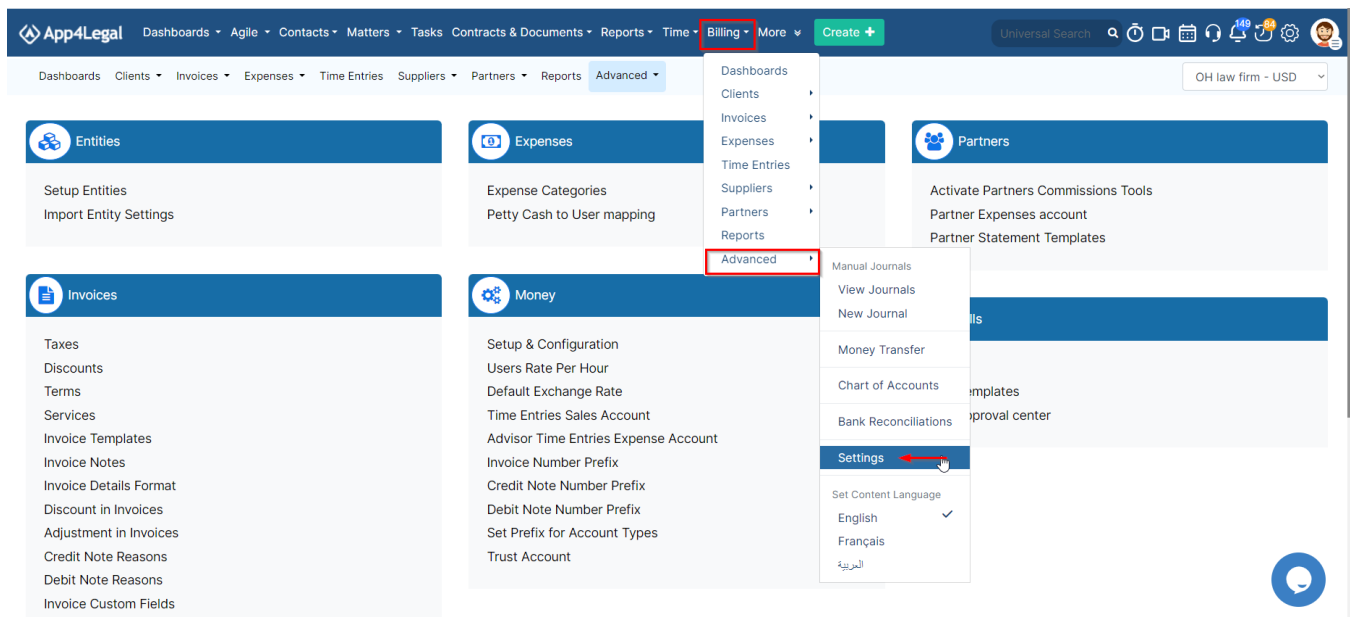 App4Legal Dashboards Agile Contacts Matters Tasks Contracts & Documents Reports Time Billing More Create + Universal Search 149 84
Dashboards Clients Invoices Expenses Time Entries Suppliers Partners Reports Advanced OH law firm - USD
Dashboards
Clients
Invoices
Expenses
Time Entries
Suppliers
Partners
Reports
Advanced
Manual Journals
View Journals
New Journal
Money Transfer
Chart of Accounts
Bank Reconciliations
Settings
Set Content Language
English
Français
العربية
Entities
Setup Entities
Import Entity Settings
Expenses
Expense Categories
Petty Cash to User mapping
Partners
Activate Partners Commissions Tools
Partner Expenses account
Partner Statement Templates
Invoices
Taxes
Discounts
Terms
Services
Invoice Templates
Invoice Notes
Invoice Details Format
Discount in Invoices
Adjustment in Invoices
Credit Note Reasons
Debit Note Reasons
Invoice Custom Fields
Money
Setup & Configuration
Users Rate Per Hour
Default Exchange Rate
Time Entries Sales Account
Advisor Time Entries Expense Account
Invoice Number Prefix
Credit Note Number Prefix
Debit Note Number Prefix
Set Prefix for Account Types
Trust Account
center